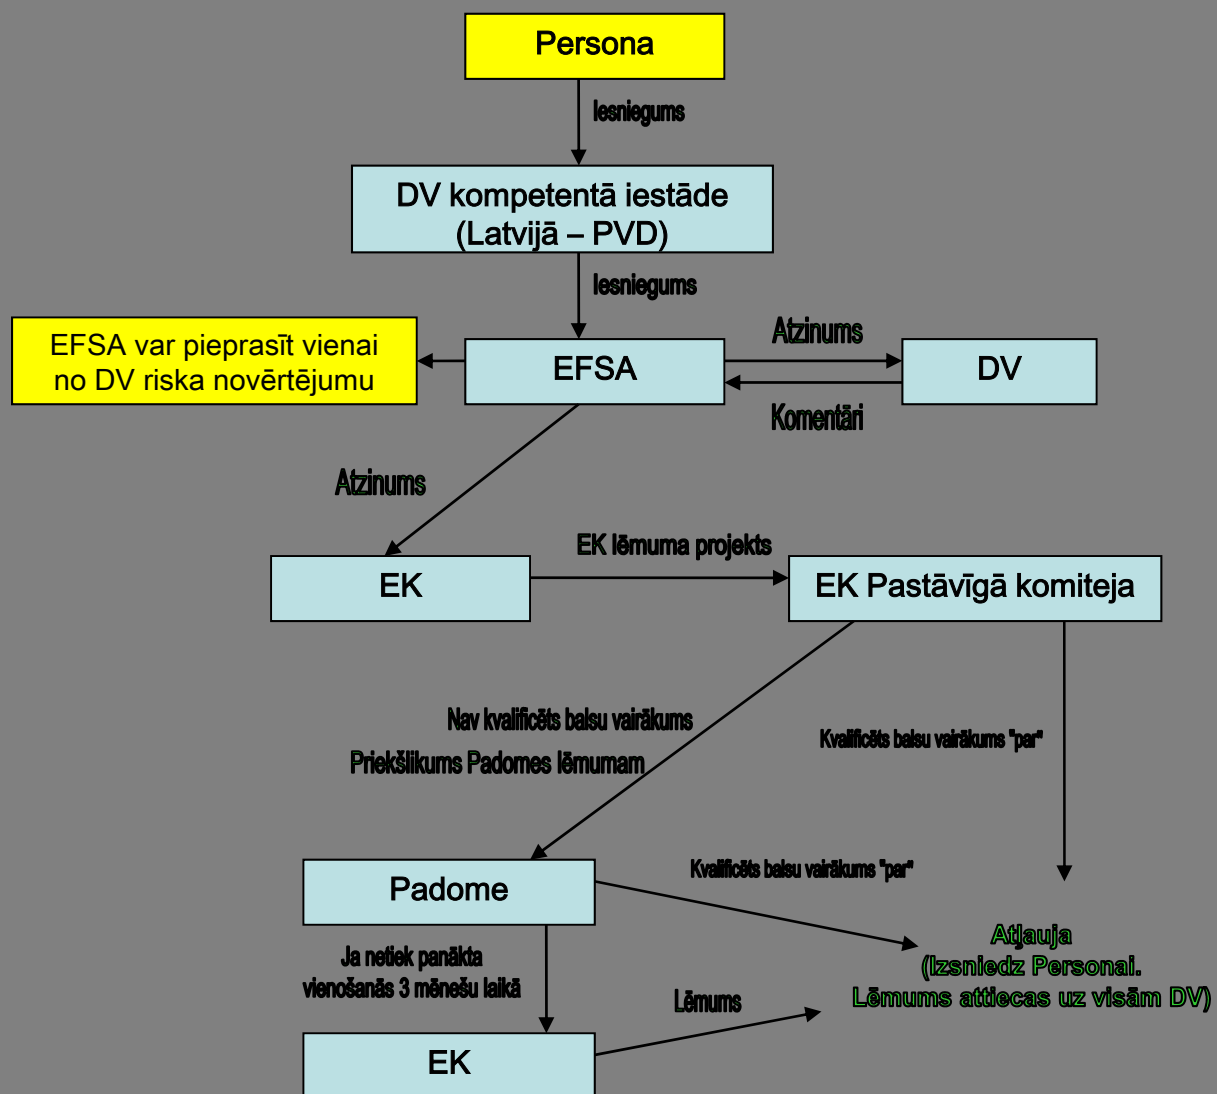 Persona
Iesniegums
DV kompetentā iestāde
(Latvijā – PVD)
Iesniegums
EFSA var pieprasīt vienai
no DV riska novērtējumu
EFSA
Atzinums
DV
Komentāri
Atzinums
EK
EK lēmuma projekts
EK Pastāvīgā komiteja
Nav kvalificēts balsu vairākums
Priekšlikums Padomes lēmumam
Kvalificēts balsu vairākums "par"
Padome
Kvalificēts balsu vairākums "par"
Ja netiek panākta
vienošanās 3 mēnešu laikā
Atļauja
(Izsniedz Personai.
Lēmums attiecas uz visām DV)
Lēmums
EK